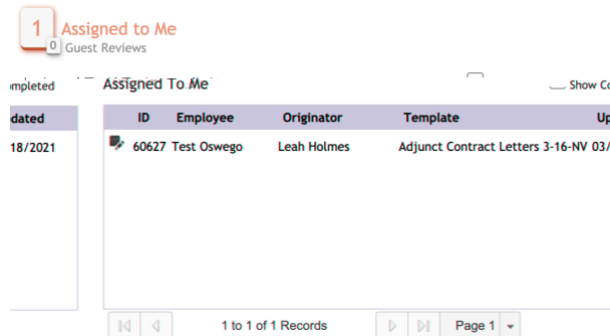 1 Assigned to Me
0 Guest Reviews
mpleted Assigned To Me Show Co
dated ID Employee Originator Template Up
18/2021 60627 Test Oswego Leah Holmes Adjunct Contract Letters 3-16-NV 03/
1 to 1 of 1 Records Page 1